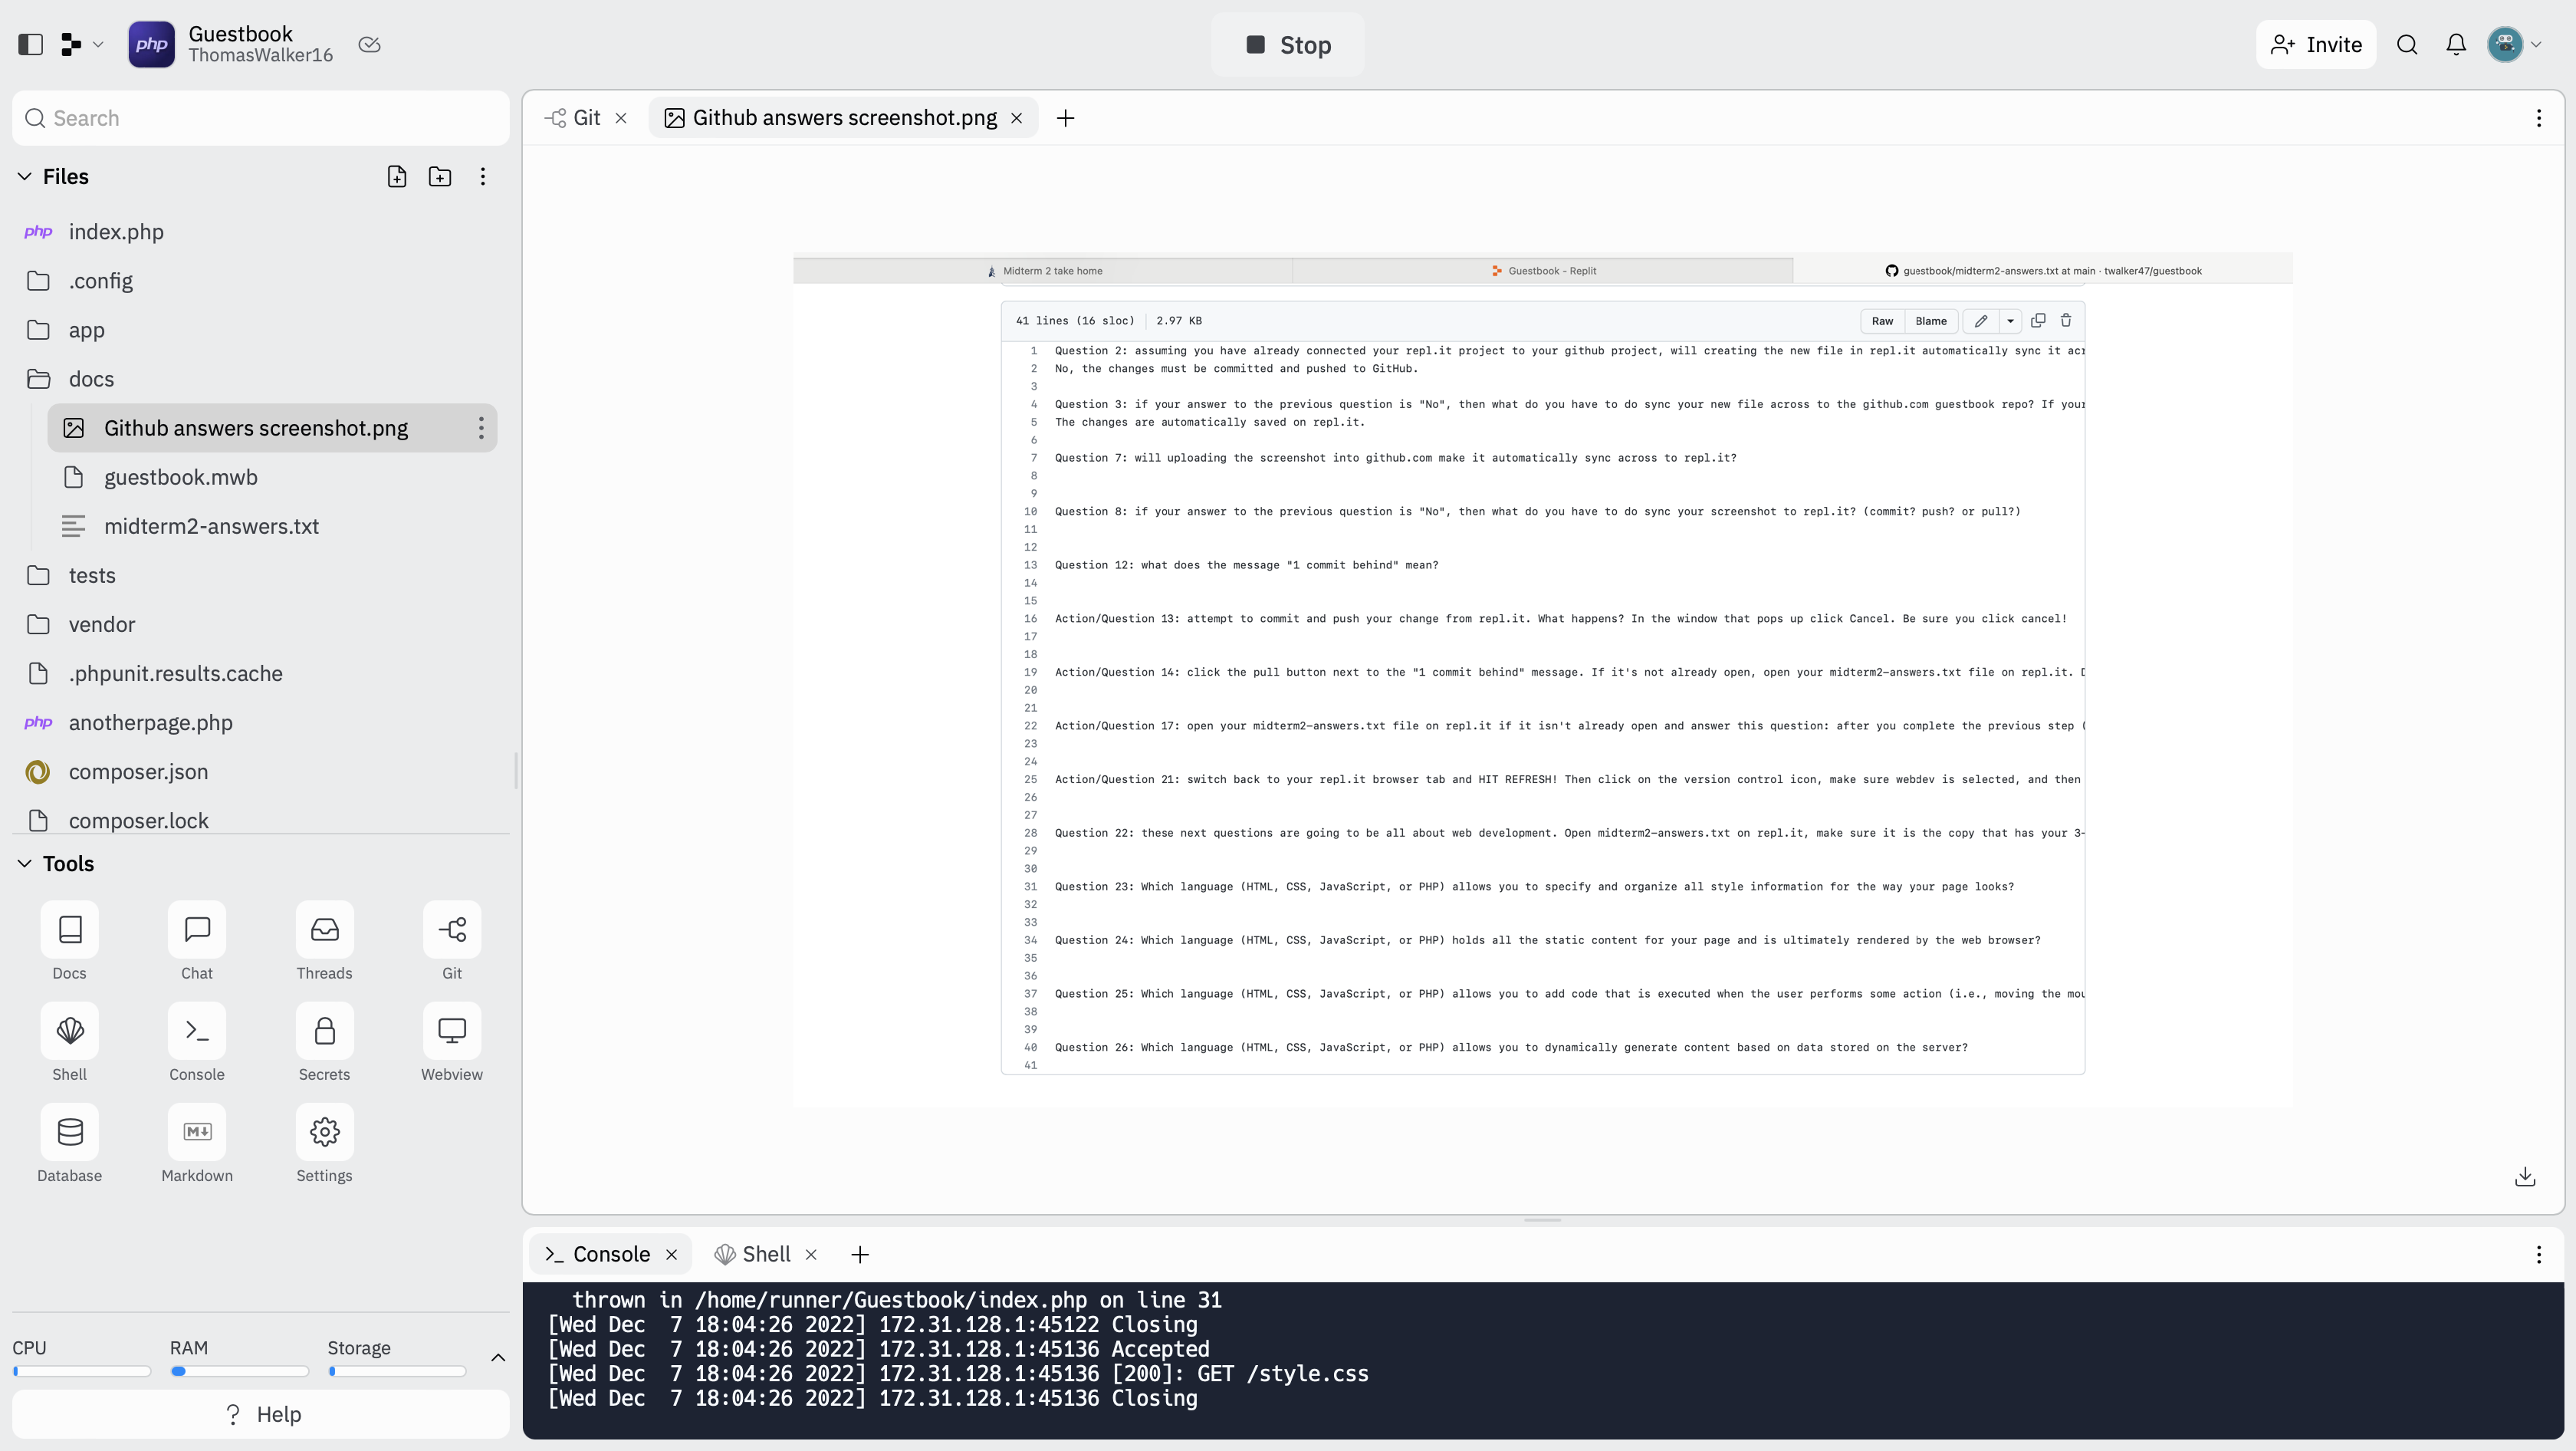 php
Guestbook
ThomasWalker16
Stop
Invite
Search
Files
php index.php
.config
app
docs
Github answers screenshot.png
guestbook.mwb
midterm2-answers.txt
tests
vendor
.phpunit.results.cache
php anotherpage.php
composer.json
composer.lock
Tools
Docs Chat Threads Git
Shell Console Secrets Webview
Database Markdown Settings
CPU RAM Storage
? Help
Git Github answers screenshot.png
Midterm 2 take home Guestbook - Replit guestbook/midterm2-answers.txt at main · twalker47/guestbook
41 lines (16 sloc) 2.97 KB Raw Blame
1 Question 2: assuming you have already connected your repl.it project to your github project, will creating the new file in repl.it automatically sync it acr
2 No, the changes must be committed and pushed to GitHub.
3
4 Question 3: if your answer to the previous question is "No", then what do you have to do sync your new file across to the github.com guestbook repo? If your
5 The changes are automatically saved on repl.it.
6
7 Question 7: will uploading the screenshot into github.com make it automatically sync across to repl.it?
8
9
10 Question 8: if your answer to the previous question is "No", then what do you have to do sync your screenshot to repl.it? (commit? push? or pull?)
11
12
13 Question 12: what does the message "1 commit behind" mean?
14
15
16 Action/Question 13: attempt to commit and push your change from repl.it. What happens? In the window that pops up click Cancel. Be sure you click cancel!
17
18
19 Action/Question 14: click the pull button next to the "1 commit behind" message. If it's not already open, open your midterm2-answers.txt file on repl.it. D
20
21
22 Action/Question 17: open your midterm2-answers.txt file on repl.it if it isn't already open and answer this question: after you complete the previous step (
23
24
25 Action/Question 21: switch back to your repl.it browser tab and HIT REFRESH! Then click on the version control icon, make sure webdev is selected, and then
26
27
28 Question 22: these next questions are going to be all about web development. Open midterm2-answers.txt on repl.it, make sure it is the copy that has your 3-
29
30
31 Question 23: Which language (HTML, CSS, JavaScript, or PHP) allows you to specify and organize all style information for the way your page looks?
32
33
34 Question 24: Which language (HTML, CSS, JavaScript, or PHP) holds all the static content for your page and is ultimately rendered by the web browser?
35
36
37 Question 25: Which language (HTML, CSS, JavaScript, or PHP) allows you to add code that is executed when the user performs some action (i.e., moving the mou
38
39
40 Question 26: Which language (HTML, CSS, JavaScript, or PHP) allows you to dynamically generate content based on data stored on the server?
41
Console Shell
thrown in /home/runner/Guestbook/index.php on line 31
[Wed Dec  7 18:04:26 2022] 172.31.128.1:45122 Closing
[Wed Dec  7 18:04:26 2022] 172.31.128.1:45136 Accepted
[Wed Dec  7 18:04:26 2022] 172.31.128.1:45136 [200]: GET /style.css
[Wed Dec  7 18:04:26 2022] 172.31.128.1:45136 Closing